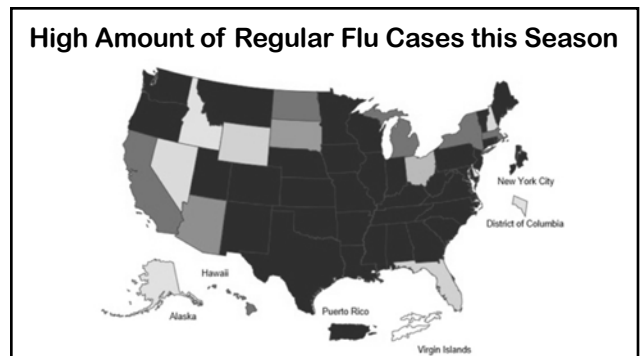 High Amount of Regular Flu Cases this Season
New York City
District of Columbia
Hawaii
Alaska
Puerto Rico
Virgin Islands